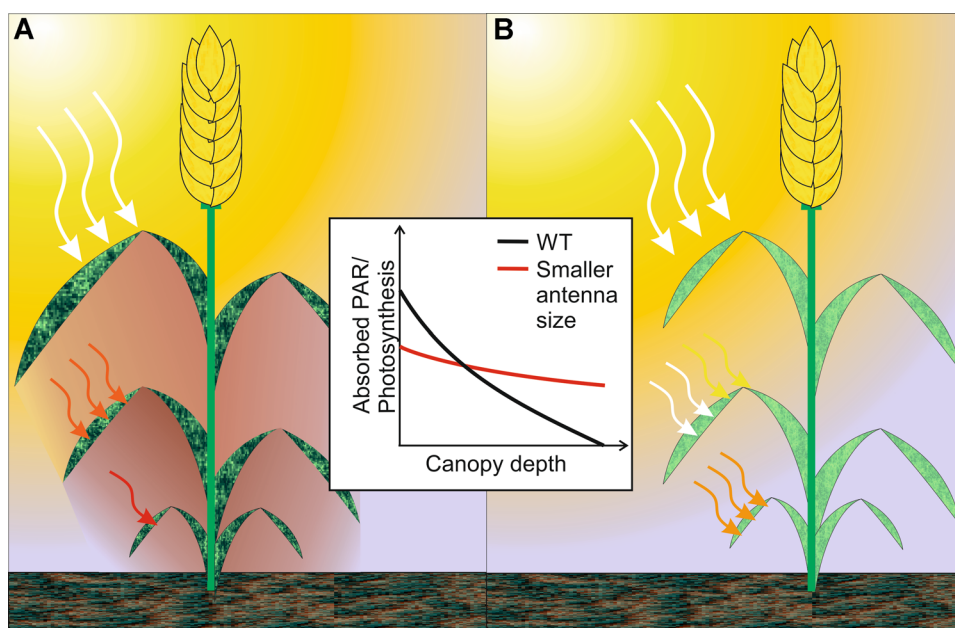 A
B
WT
Smaller
antenna
size
Absorbed PAR/
Photosynthesis
Canopy depth